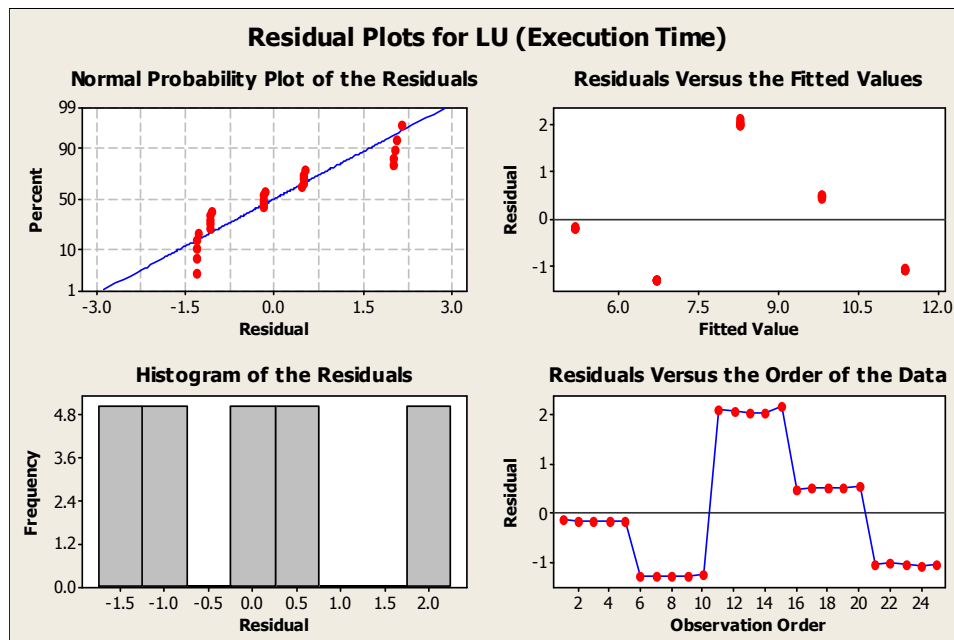 Residual Plots for LU (Execution Time)
Normal Probability Plot of the Residuals
99
90
50
10
1
Percent
-3.0 -1.5 0.0 1.5 3.0
Residual
Residuals Versus the Fitted Values
2
1
0
-1
Residual
6.0 7.5 9.0 10.5 12.0
Fitted Value
Histogram of the Residuals
4.8
3.6
2.4
1.2
0.0
Frequency
-1.5 -1.0 -0.5 0.0 0.5 1.0 1.5 2.0
Residual
Residuals Versus the Order of the Data
2
1
0
-1
Residual
2 4 6 8 10 12 14 16 18 20 22 24
Observation Order